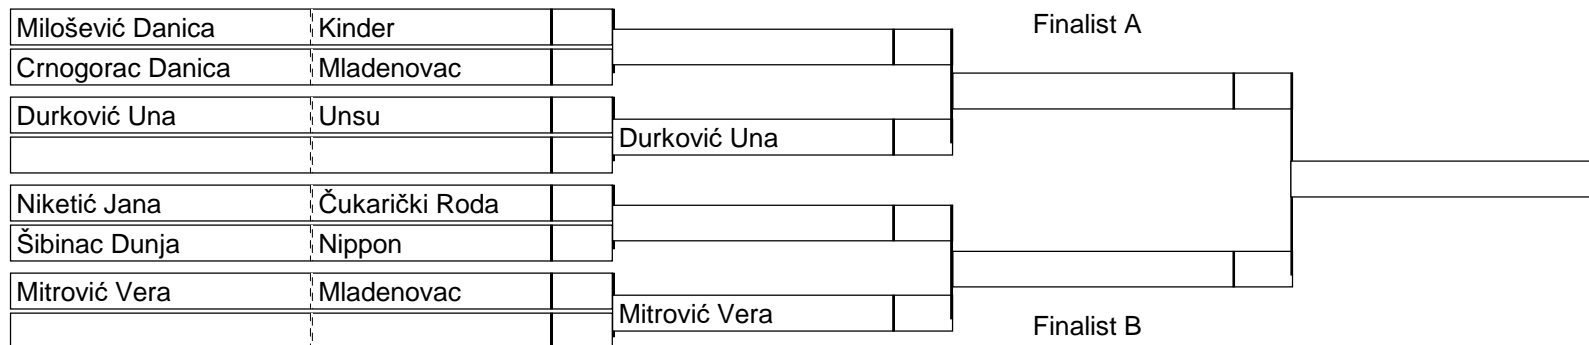 Milošević Danica Kinder
Crnogorac Danica Mladenovac
Durković Una Unsu
Niketić Jana Čukarički Roda
Šibinac Dunja Nippon
Mitrović Vera Mladenovac
Durković Una
Mitrović Vera
Finalist A
Finalist B